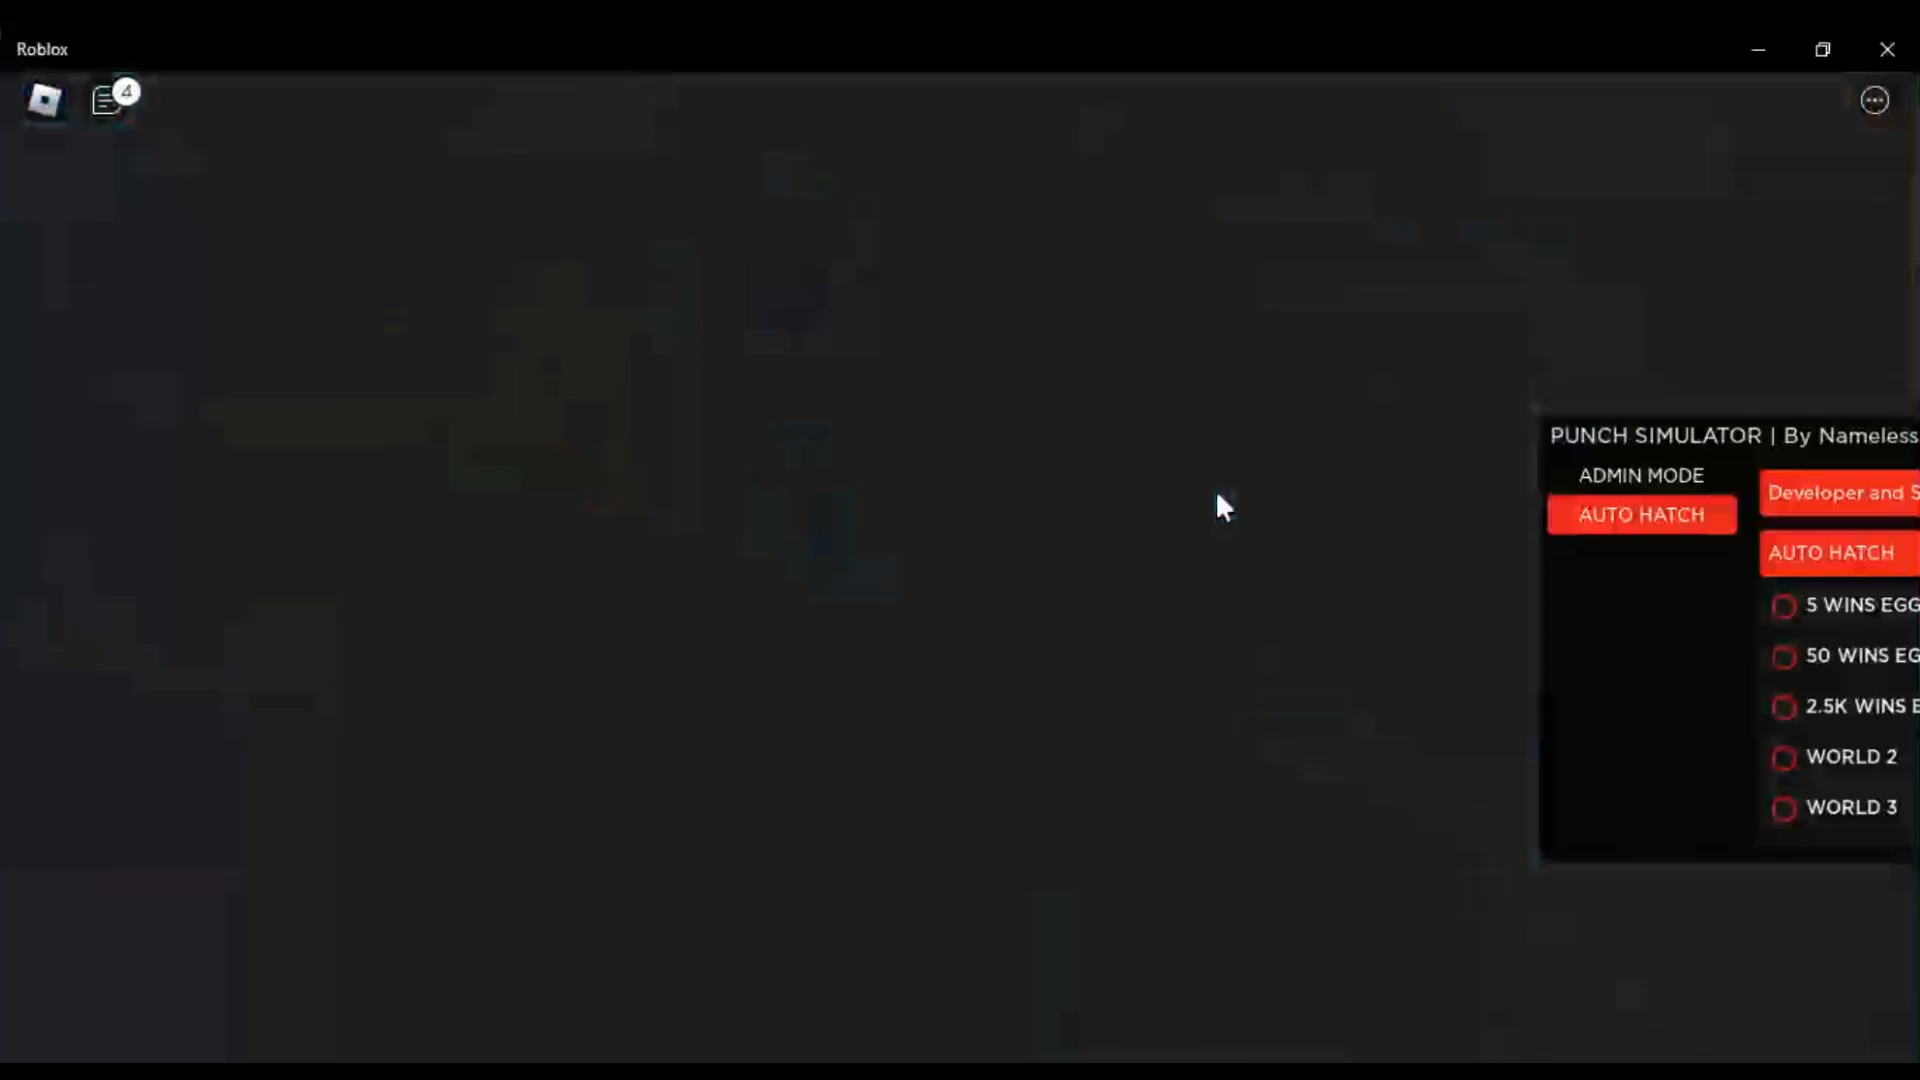 Roblox
4
PUNCH SIMULATOR | By Nameless
ADMIN MODE
AUTO HATCH
Developer and S
AUTO HATCH
5 WINS EGG
50 WINS EG
2.5K WINS E
WORLD 2
WORLD 3